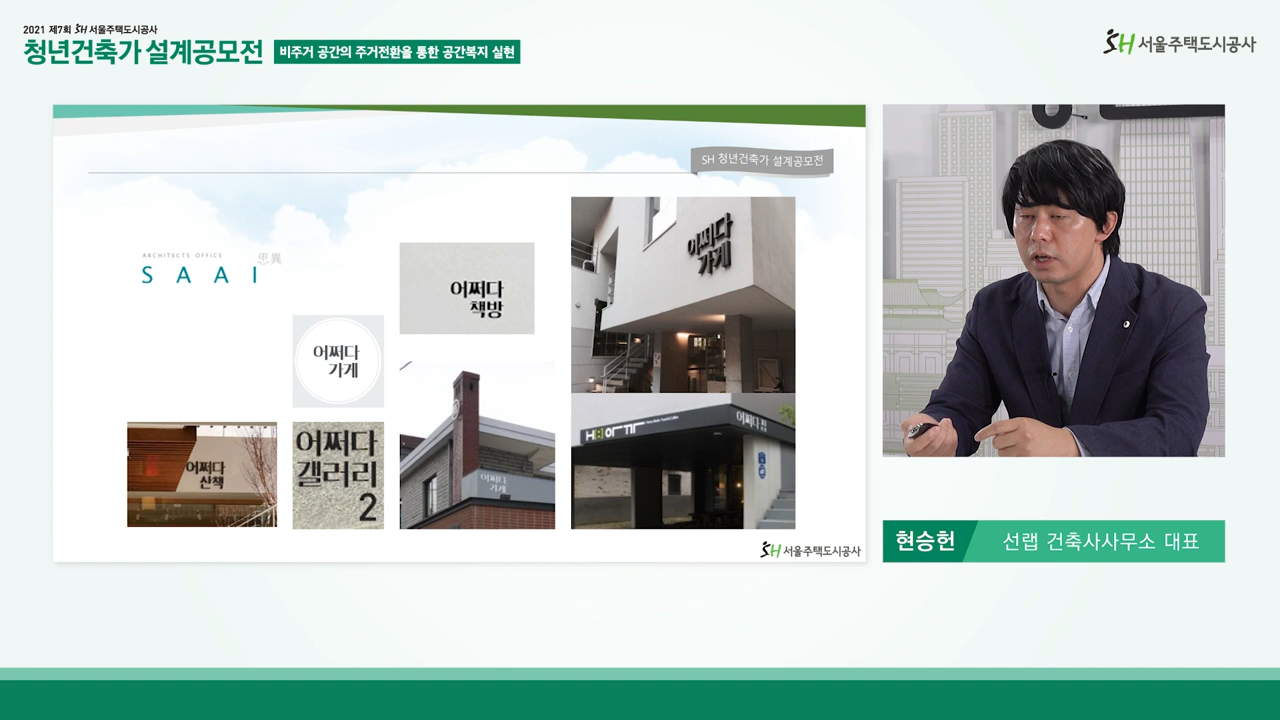 2021 제7회 SH 서울주택도시공사
청년건축가 설계공모전 비주거 공간의 주거전환을 통한 공간복지 실현
SH 서울주택도시공사
SH 청년건축가 설계공모전
ARCHITECTS OFFICE
SAAI 思異
어쩌다
책방
어쩌다
가게
어쩌다
가게
어쩌다
산책
어쩌다
갤러리
2
어쩌다
가게
어쩌다
SH 서울주택도시공사
현승헌 선랩 건축사사무소 대표